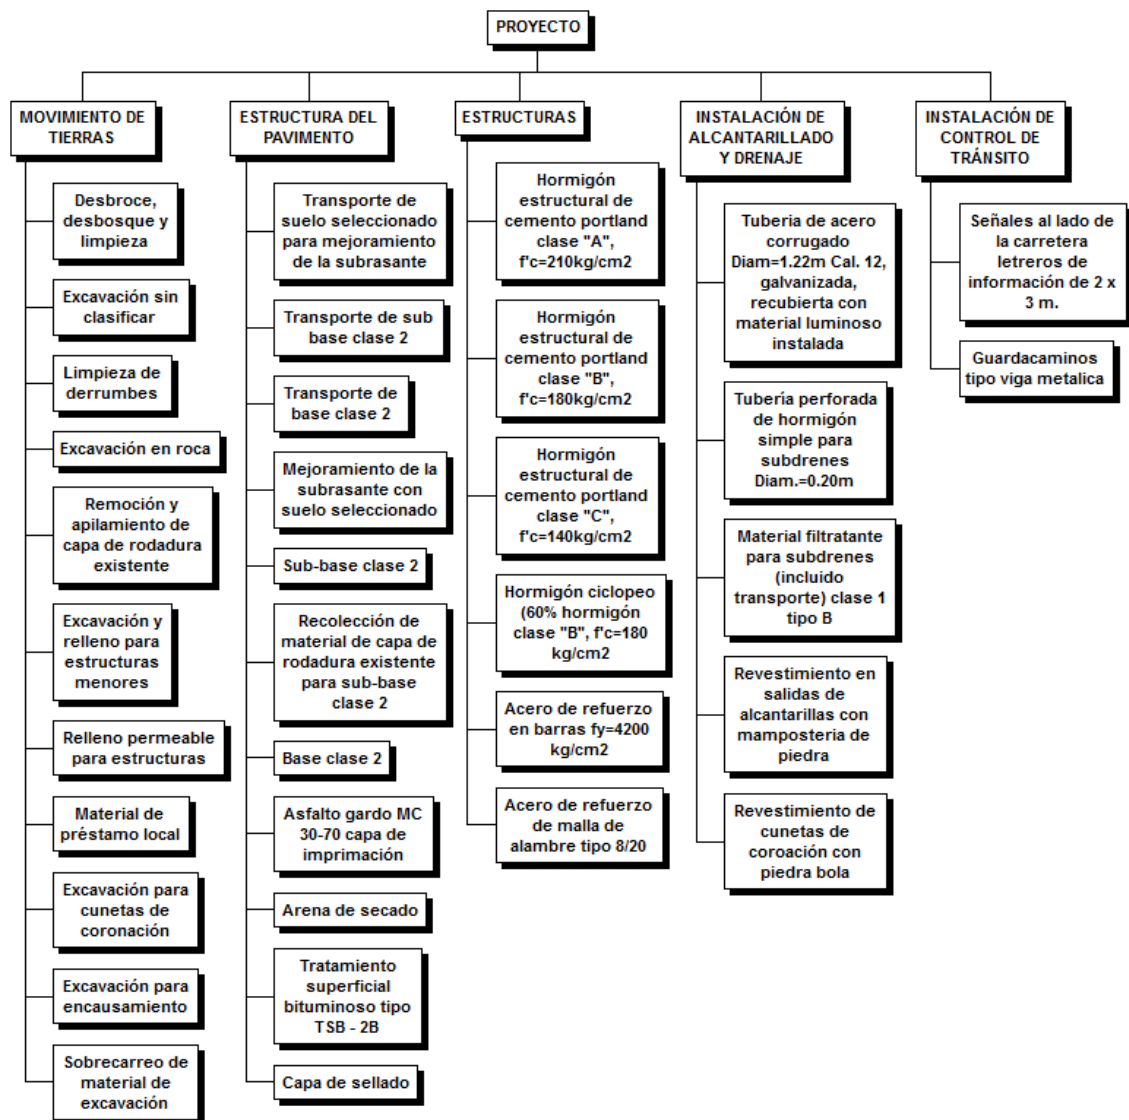 PROYECTO
MOVIMIENTO DE
TIERRAS
Desbroce,
desbosque y
limpieza
Excavación sin
clasificar
Limpieza de
derrumbes
Excavación en roca
Remoción y
apilamiento de
capa de rodadura
existente
Excavación y
relleno para
estructuras
menores
Relleno permeable
para estructuras
Material de
préstamo local
Excavación para
cunetas de
coronación
Excavación para
encausamiento
Sobrecarreo de
material de
excavación
ESTRUCTURA DEL
PAVIMENTO
Transporte de
suelo seleccionado
para mejoramiento
de la subrasante
Transporte de sub
base clase 2
Transporte de
base clase 2
Mejoramiento de la
subrasante con
suelo seleccionado
Sub-base clase 2
Recolección de
material de capa de
rodadura existente
para sub-base
clase 2
Base clase 2
Asfalto gardo MC
30-70 capa de
imprimación
Arena de secado
Tratamiento
superficial
bituminoso tipo
TSB - 2B
Capa de sellado
ESTRUCTURAS
Hormigón
estructural de
cemento portland
clase "A",
f'c=210kg/cm2
Hormigón
estructural de
cemento portland
clase "B",
f'c=180kg/cm2
Hormigón
estructural de
cemento portland
clase "C",
f'c=140kg/cm2
Hormigón ciclopeo
(60% hormigón
clase "B", f'c=180
kg/cm2
Acero de refuerzo
en barras fy=4200
kg/cm2
Acero de refuerzo
de malla de
alambre tipo 8/20
INSTALACIÓN DE
ALCANTARILLADO
Y DRENAJE
Tuberia de acero
corrugado
Diam=1.22m Cal. 12,
galvanizada,
recubierta con
material luminoso
instalada
Tubería perforada
de hormigón
simple para
subdrenes
Diam.=0.20m
Material filtratante
para subdrenes
(incluido
transporte) clase 1
tipo B
Revestimiento en
salidas de
alcantarillas con
mamposteria de
piedra
Revestimiento de
cunetas de
coroación con
piedra bola
INSTALACIÓN DE
CONTROL DE
TRÁNSITO
Señales al lado de
la carretera
letreros de
información de 2 x
3 m.
Guardacaminos
tipo viga metalica